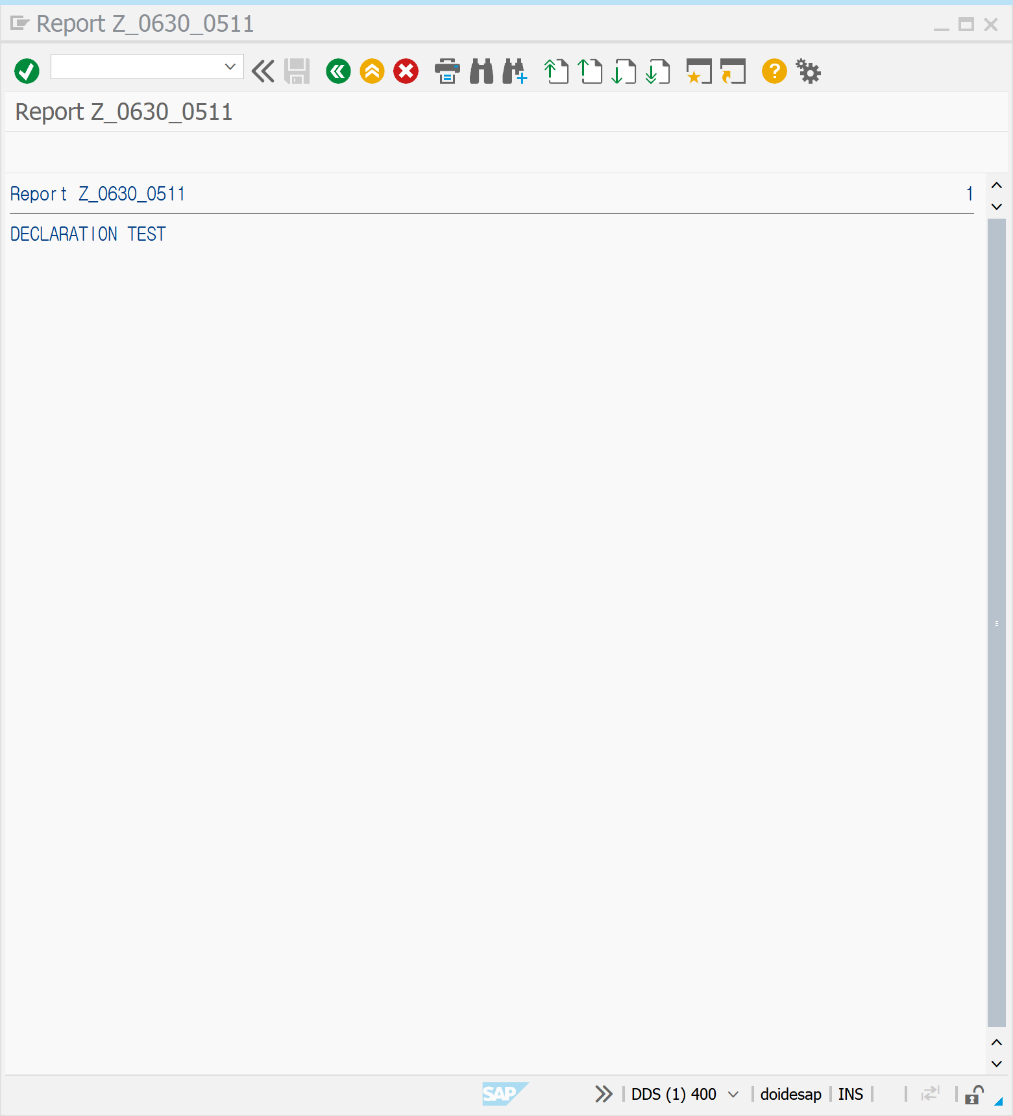 Report Z_0630_0511
Report Z_0630_0511
Report Z_0630_0511 1
DECLARATION TEST
SAP DDS (1) 400 doidesap INS